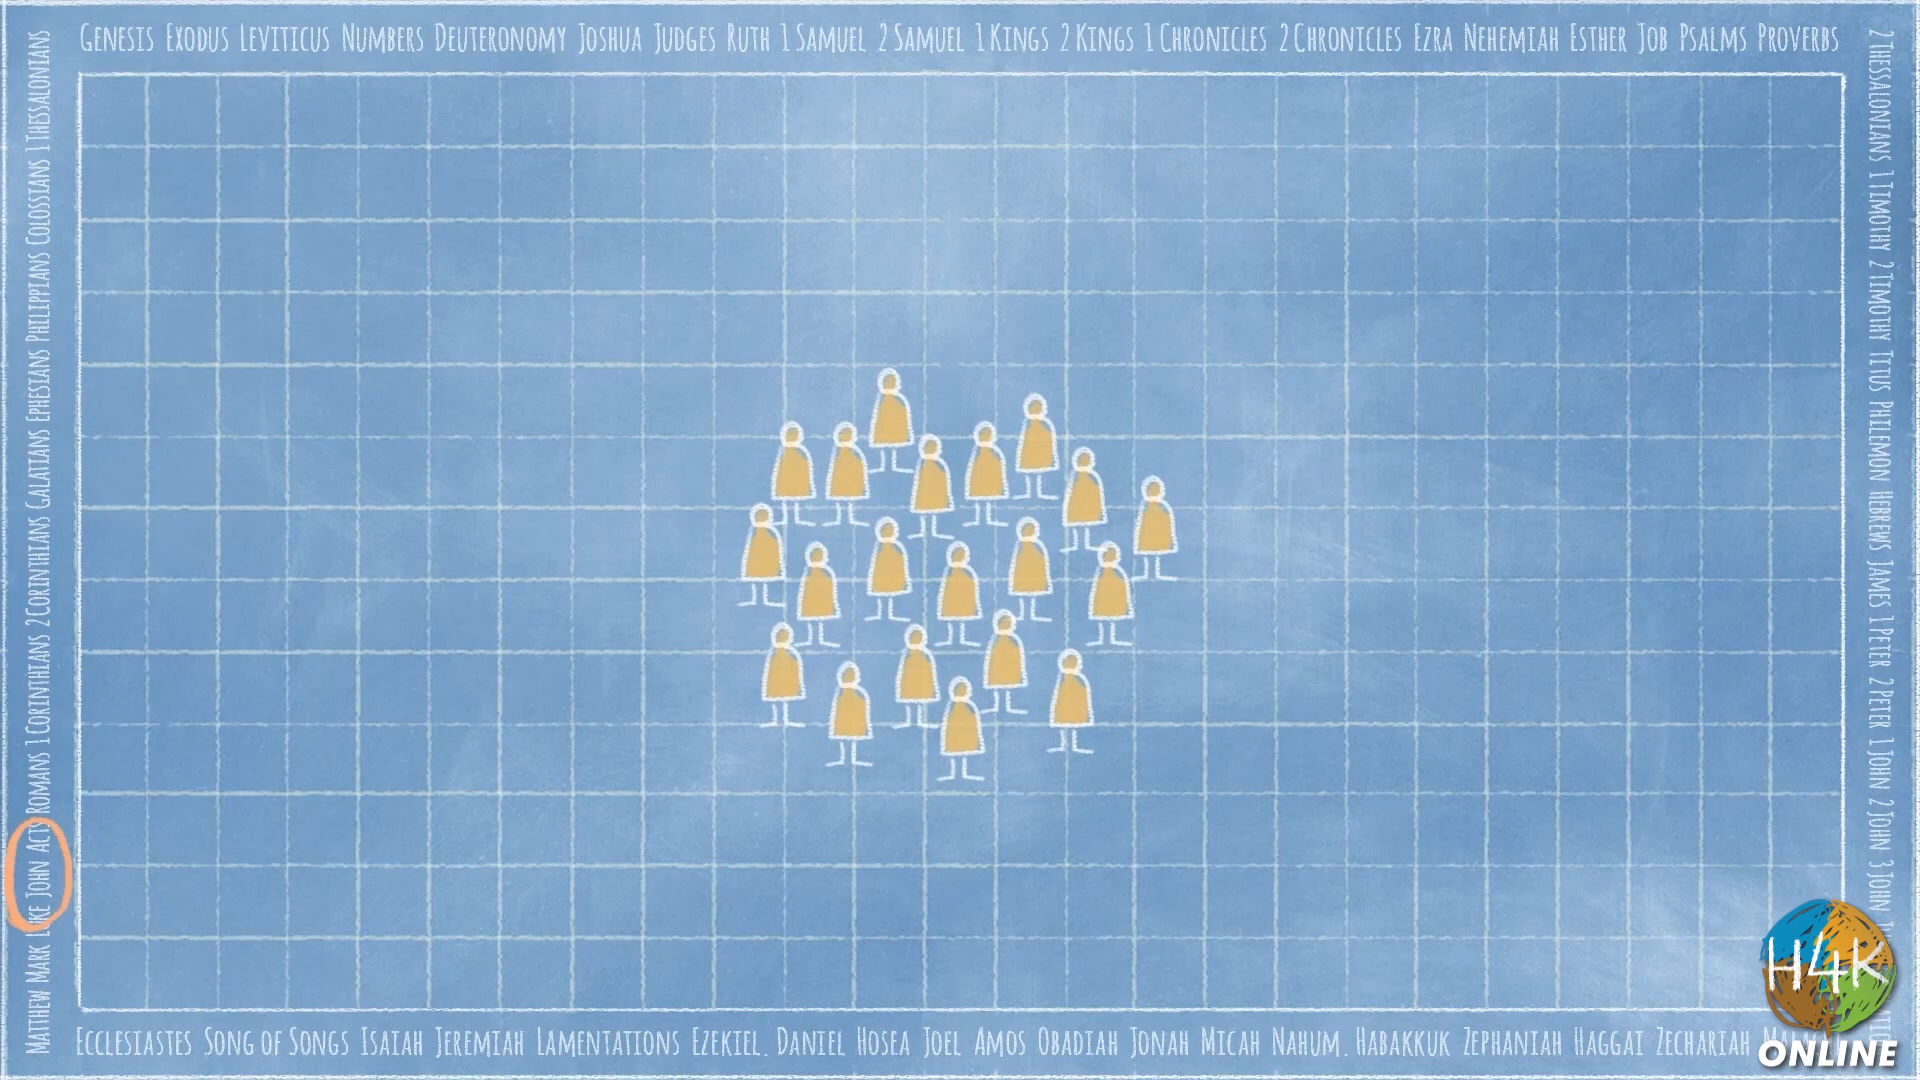 Genesis Exodus Leviticus Numbers Deuteronomy Joshua Judges Ruth 1 Samuel 2 Samuel 1 Kings 2 Kings 1 Chronicles 2 Chronicles Ezra Nehemiah Esther Job Psalms Proverbs
Ecclesiastes Song of Songs Isaiah Jeremiah Lamentations Ezekiel. Daniel Hosea Joel Amos Obadiah Jonah Micah Nahum. Habakkuk Zephaniah Haggai Zechariah
Matthew Mark Luke John Acts Romans 1 Corinthians 2 Corinthians Galatians Ephesians Philippians Colossians 1 Thessalonians
2 Thessalonians 1 Timothy 2 Timothy Titus Philemon Hebrews James 1 Peter 2 Peter 1 John 2 John 3 John
H4K
ONLINE